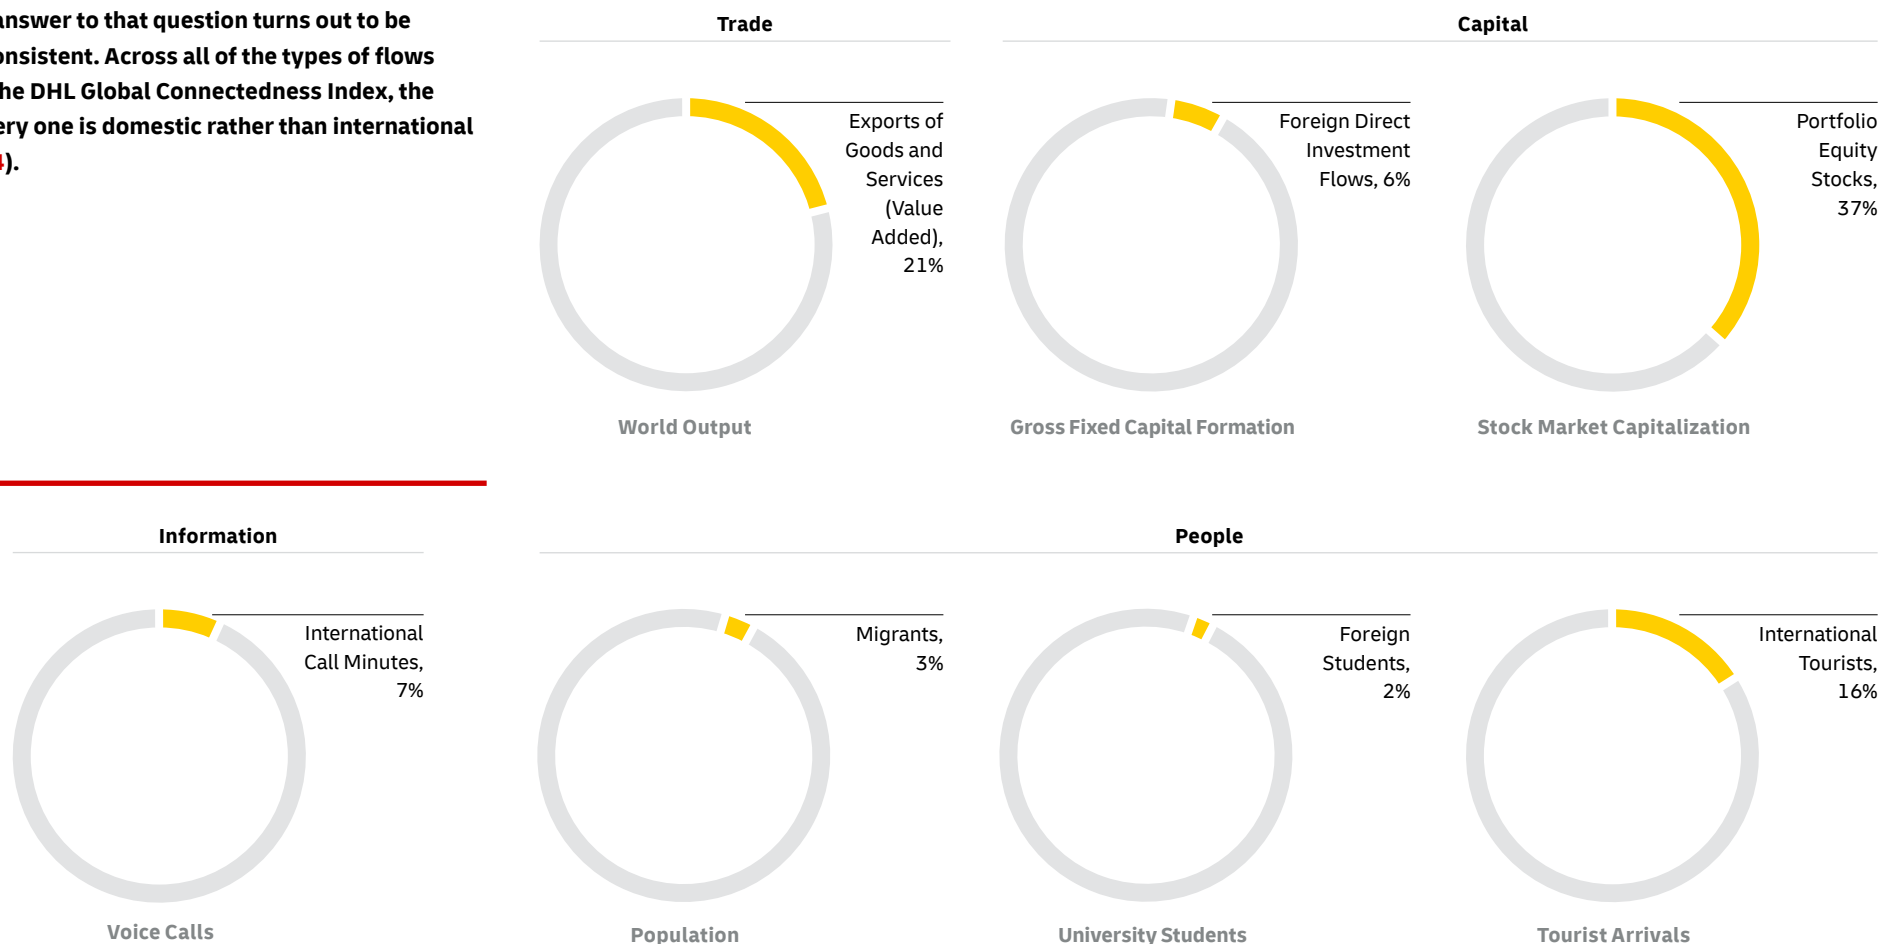 answer to that question turns out to be
onsistent. Across all of the types of flows
he DHL Global Connectedness Index, the
ery one is domestic rather than international
4).
Trade
Exports of
Goods and
Services
(Value
Added),
21%
World Output
Capital
Foreign Direct
Investment
Flows, 6%
Gross Fixed Capital Formation
Portfolio
Equity
Stocks,
37%
Stock Market Capitalization
Information
International
Call Minutes,
7%
Voice Calls
People
Migrants,
3%
Population
Foreign
Students,
2%
University Students
International
Tourists,
16%
Tourist Arrivals